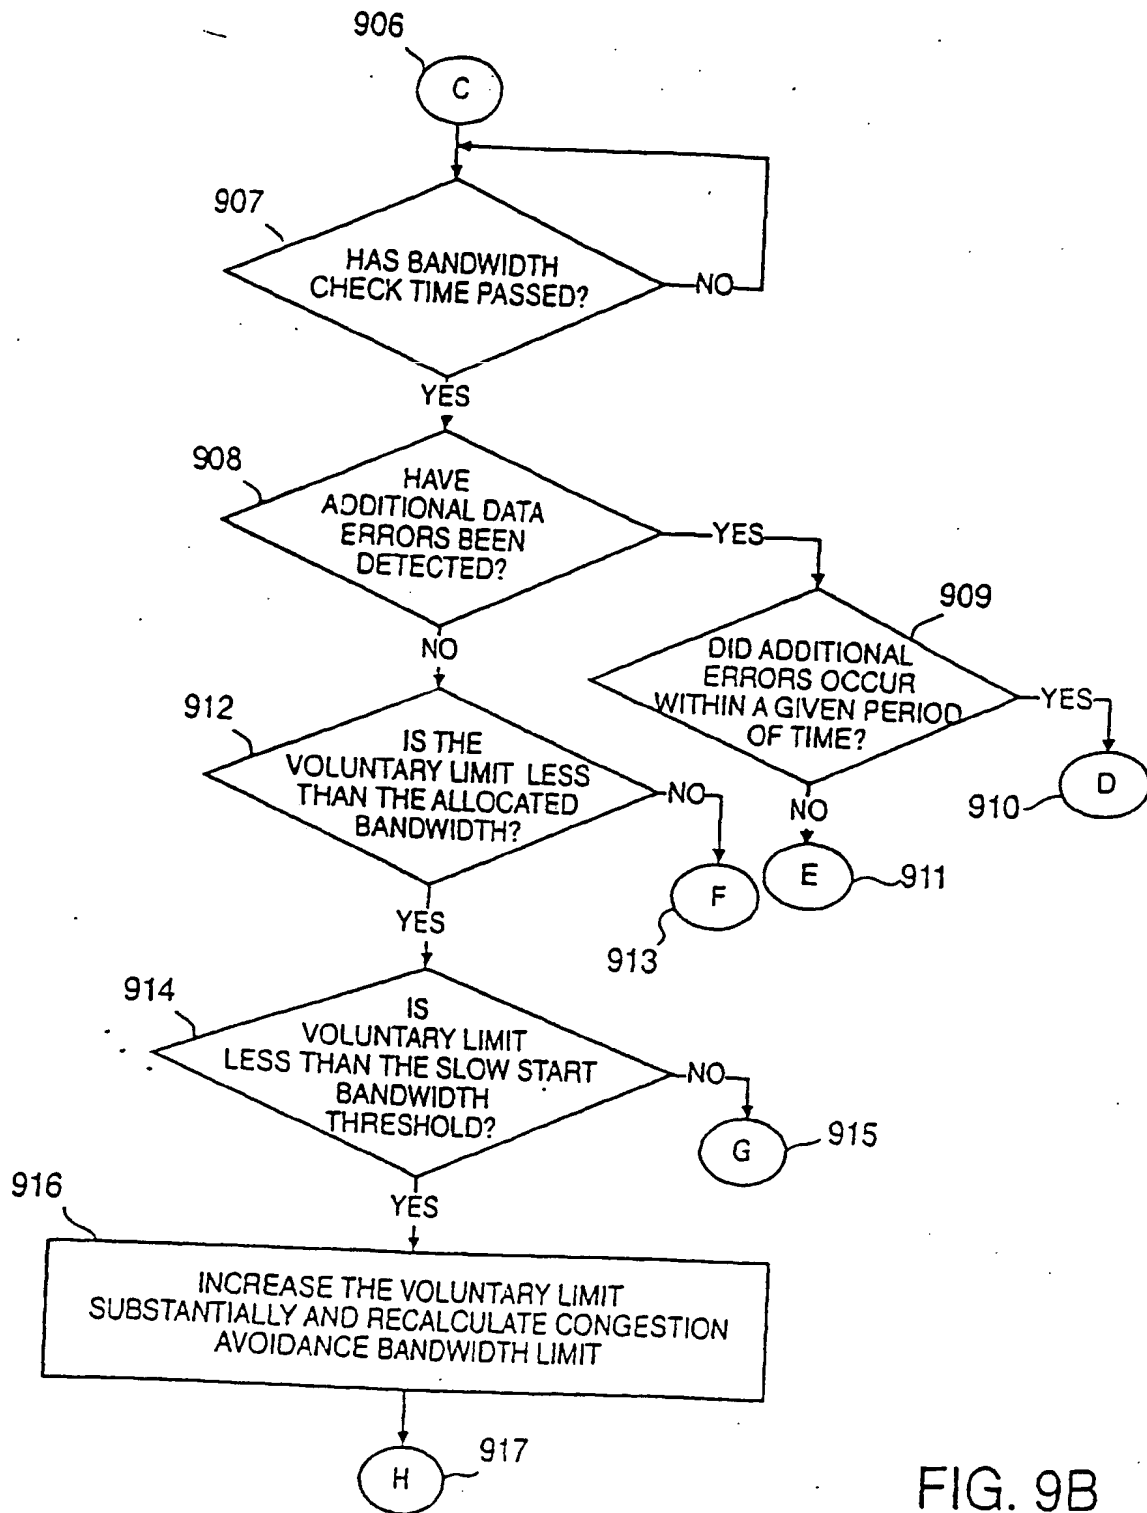 906
C
907
HAS BANDWIDTH
CHECK TIME PASSED?
NO
YES
908
HAVE
ADDITIONAL DATA
ERRORS BEEN
DETECTED?
YES
909
NO
DID ADDITIONAL
ERRORS OCCUR
WITHIN A GIVEN PERIOD
OF TIME?
YES
910
D
NO
E
911
912
IS THE
VOLUNTARY LIMIT LESS
THAN THE ALLOCATED
BANDWIDTH?
NO
F
913
YES
914
IS
VOLUNTARY LIMIT
LESS THAN THE SLOW START
BANDWIDTH
THRESHOLD?
NO
G
915
YES
916
INCREASE THE VOLUNTARY LIMIT
SUBSTANTIALLY AND RECALCULATE CONGESTION
AVOIDANCE BANDWIDTH LIMIT
H
917
FIG. 9B